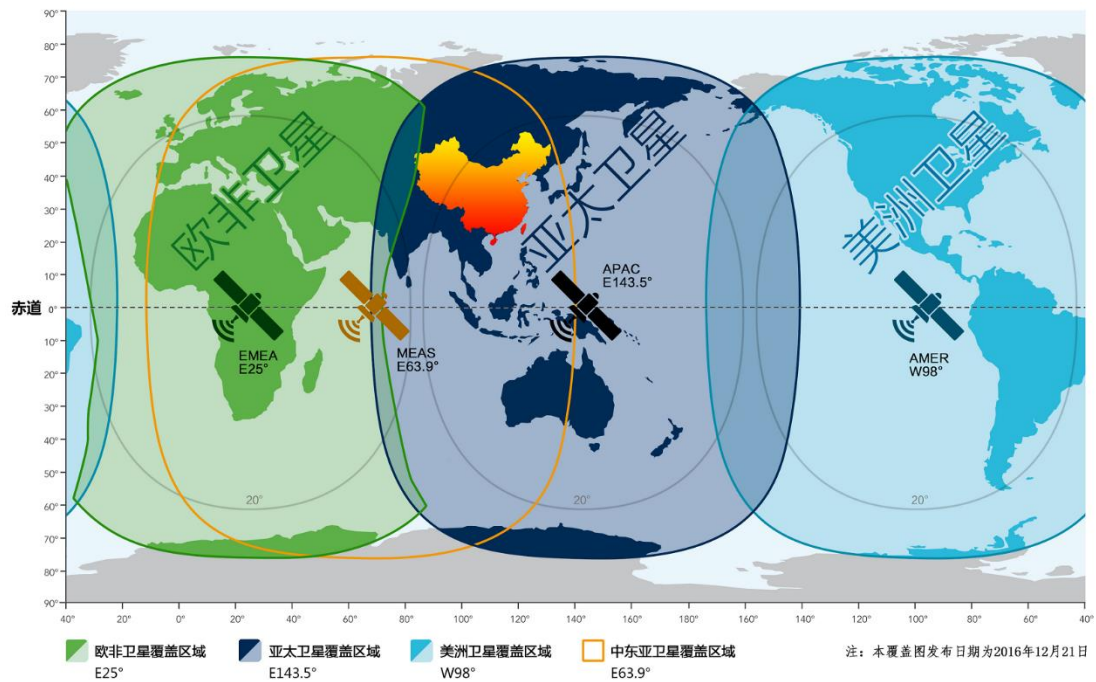 90°
80°
70°
60°
50°
40°
30°
20°
10°
赤道 0°
10°
20°
30°
40°
50°
60°
70°
80°
90°
欧非卫星
亚太卫星
美洲卫星
EMEA
E25°
MEAS
E63.9°
APAC
E143.5°
AMER
W98°
20°
20°
20°
40° 20° 0° 20° 40° 60° 80° 100° 120° 140° 160° 180° 160° 140° 120° 100° 80° 60° 40°
欧非卫星覆盖区域
E25°
亚太卫星覆盖区域
E143.5°
美洲卫星覆盖区域
W98°
中东亚卫星覆盖区域
E63.9°
注：本覆盖图发布日期为2016年12月21日